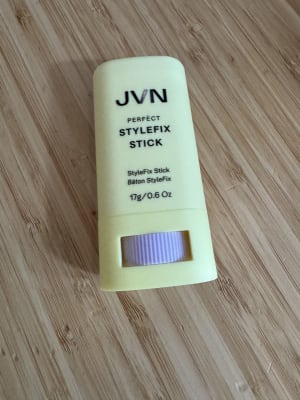 JVN
PERFECT
STYLEFIX
STICK
StyleFix Stick
Bâton StyleFix
17g/0.6 Oz